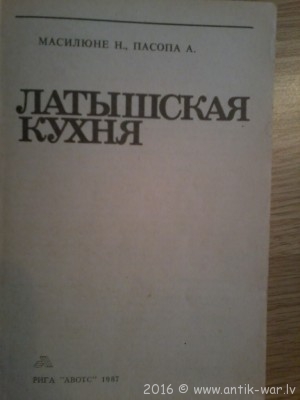 МАСИЛЮНЕ Н., ПАСОПА А.
ЛАТЫШСКАЯ
КУХНЯ
РИГА "АВОТС" 1987
2016 © www.antik-war.lv